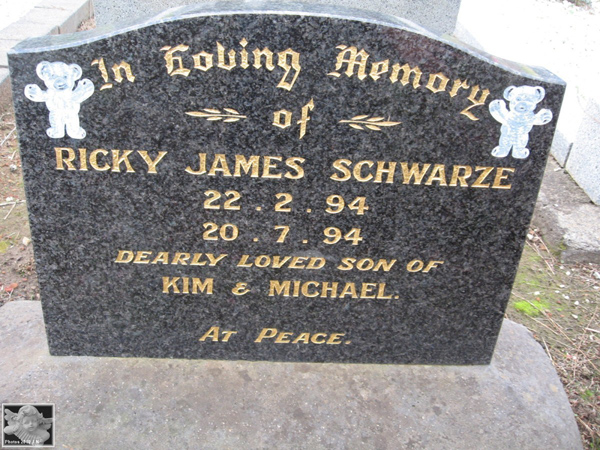 In Loving Memory
of
RICKY JAMES SCHWARZE
22.2.94
20.7.94
DEARLY LOVED SON OF
KIM & MICHAEL.
AT PEACE.